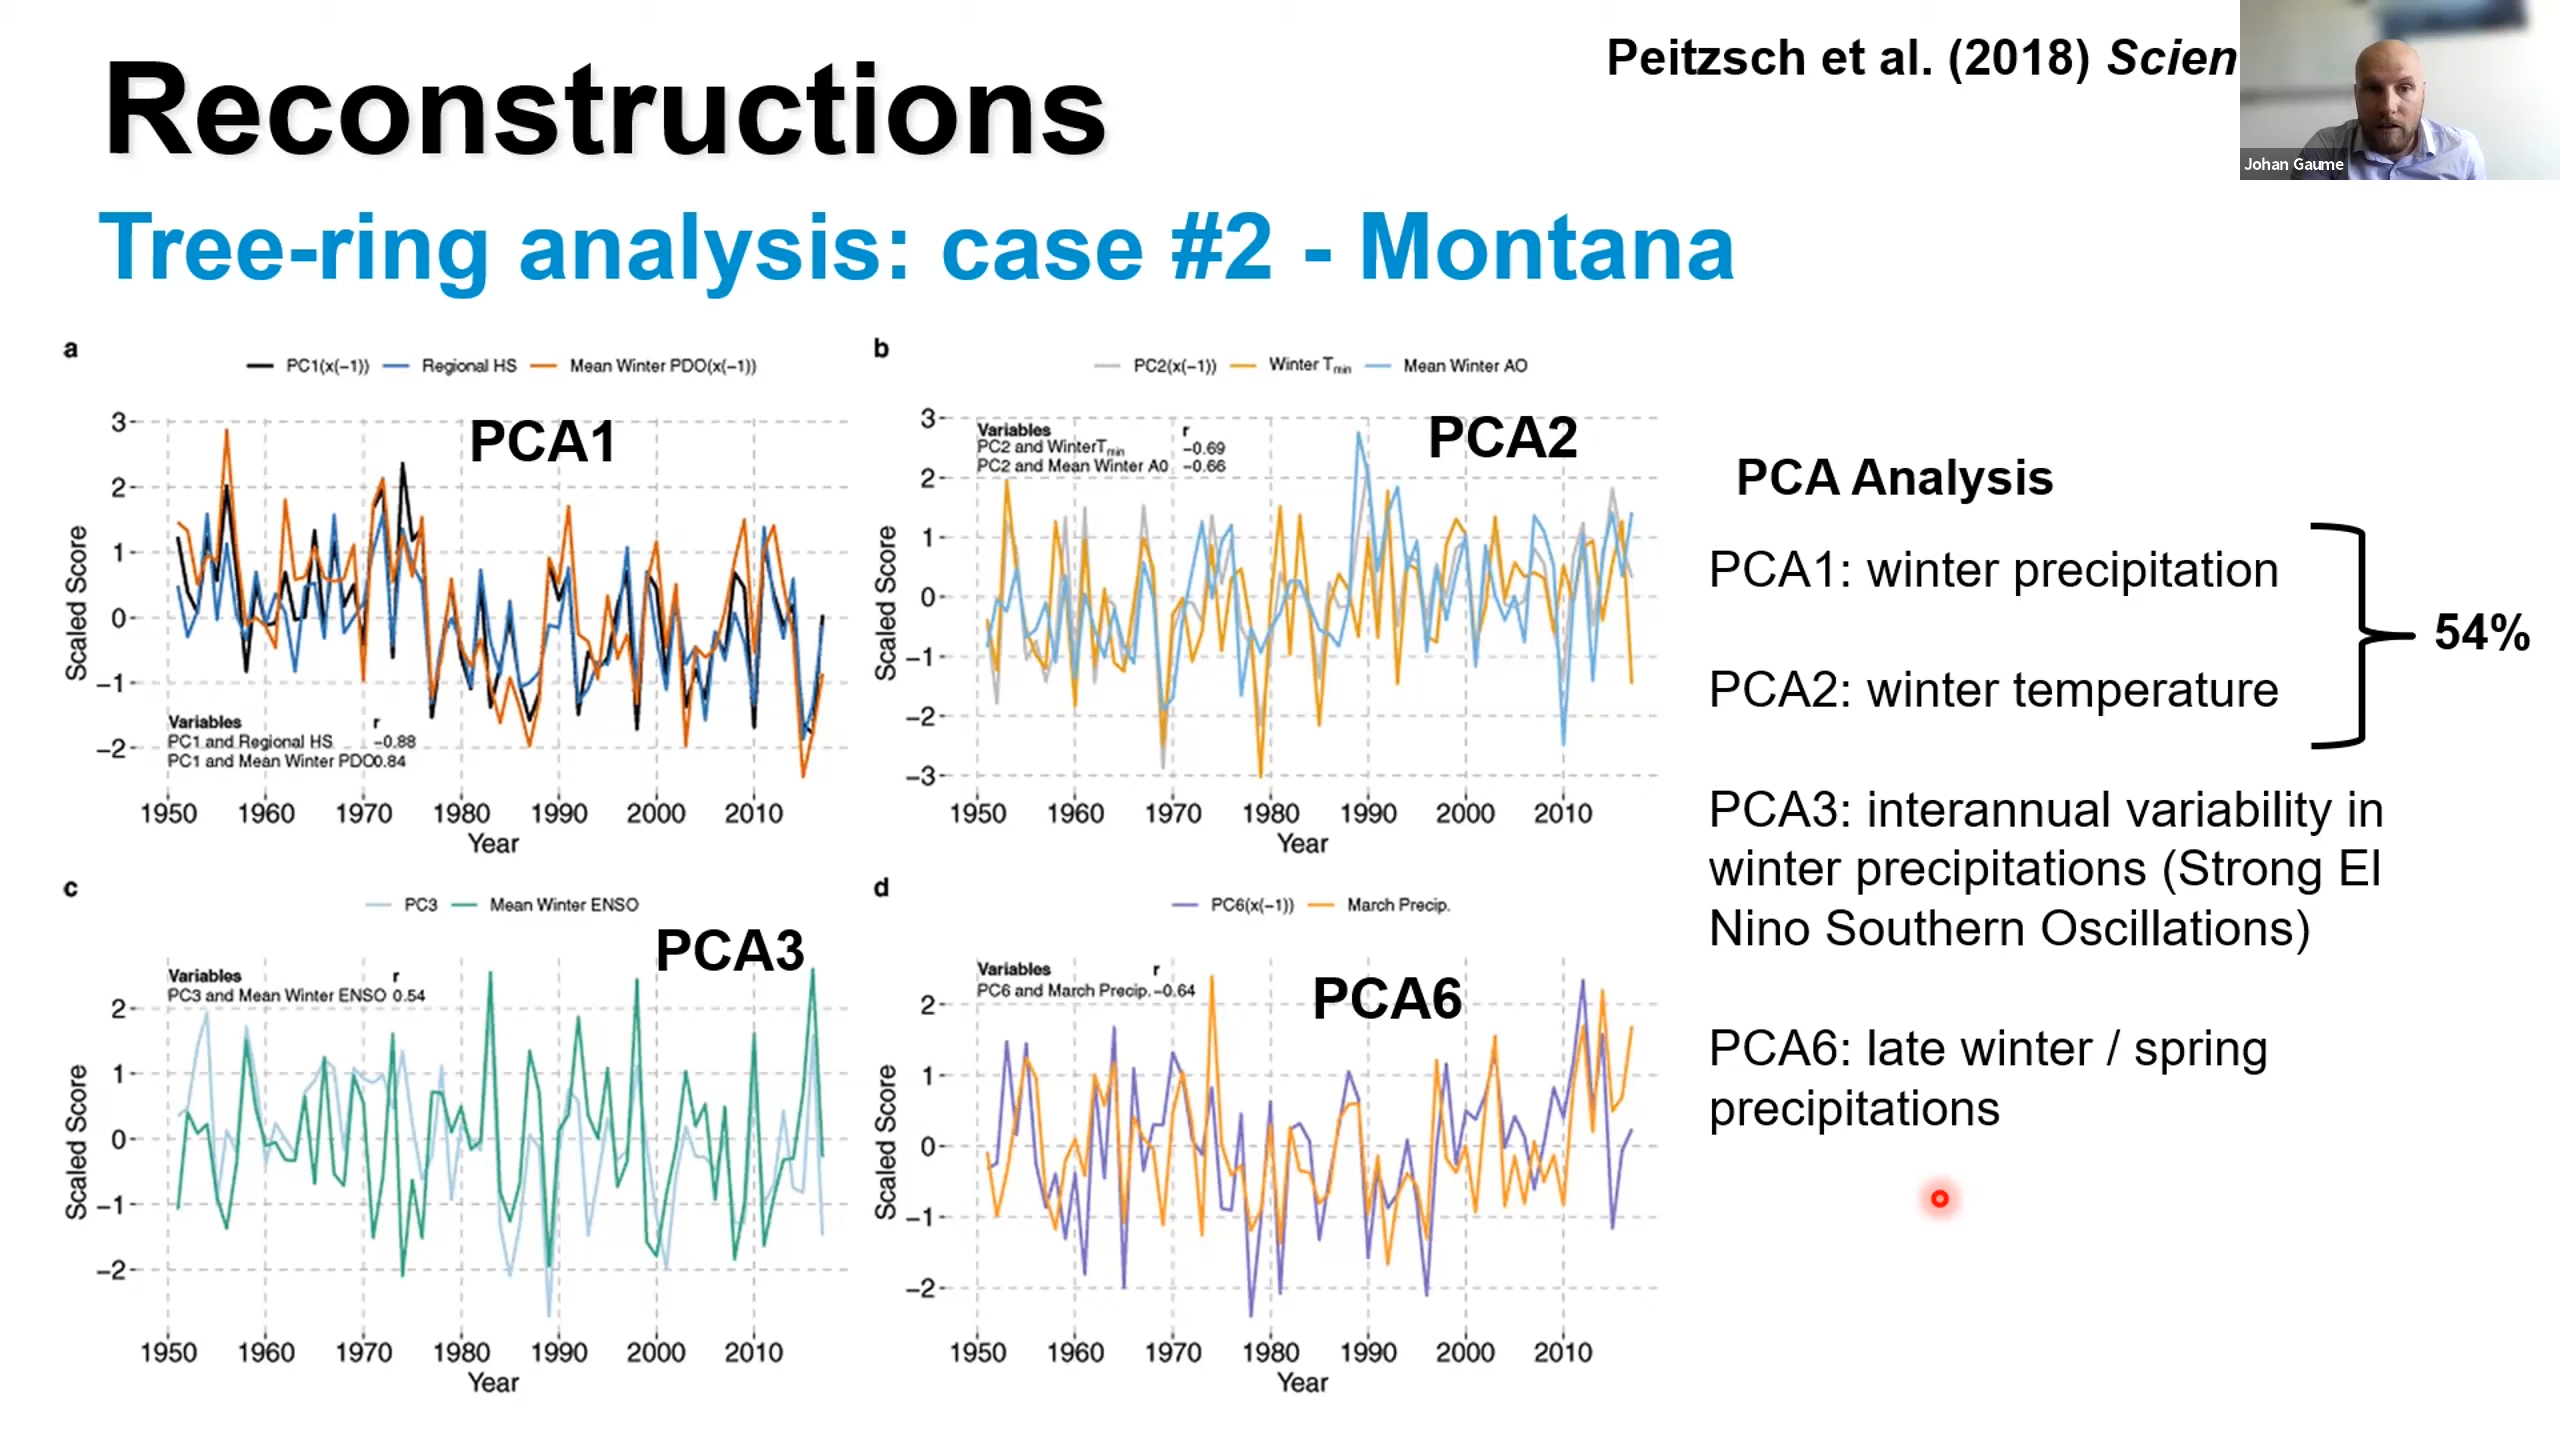 Reconstructions
Peitzsch et al. (2018) Scien
Johan Gaume
Tree-ring analysis: case #2 - Montana
a
PC1(x(−1)) Regional HS Mean Winter PDO(x(−1))
PCA1
Scaled Score
3
2
1
0
−1
−2
Variables r
PC1 and Regional HS −0.88
PC1 and Mean Winter PDO0.84
1950 1960 1970 1980 1990 2000 2010
Year
b
PC2(x(−1)) Winter Tmin Mean Winter AO
Variables r
PC2 and WinterTmin −0.69
PC2 and Mean Winter AO −0.66
PCA2
Scaled Score
3
2
1
0
−1
−2
−3
1950 1960 1970 1980 1990 2000 2010
Year
c
PC3 Mean Winter ENSO
PCA3
Variables r
PC3 and Mean Winter ENSO 0.54
Scaled Score
2
1
0
−1
−2
1950 1960 1970 1980 1990 2000 2010
Year
d
PC6(x(−1)) March Precip.
Variables r
PC6 and March Precip. −0.64
PCA6
Scaled Score
2
1
0
−1
−2
1950 1960 1970 1980 1990 2000 2010
Year
PCA Analysis
PCA1: winter precipitation
54%
PCA2: winter temperature
PCA3: interannual variability in
winter precipitations (Strong El
Nino Southern Oscillations)
PCA6: late winter / spring
precipitations